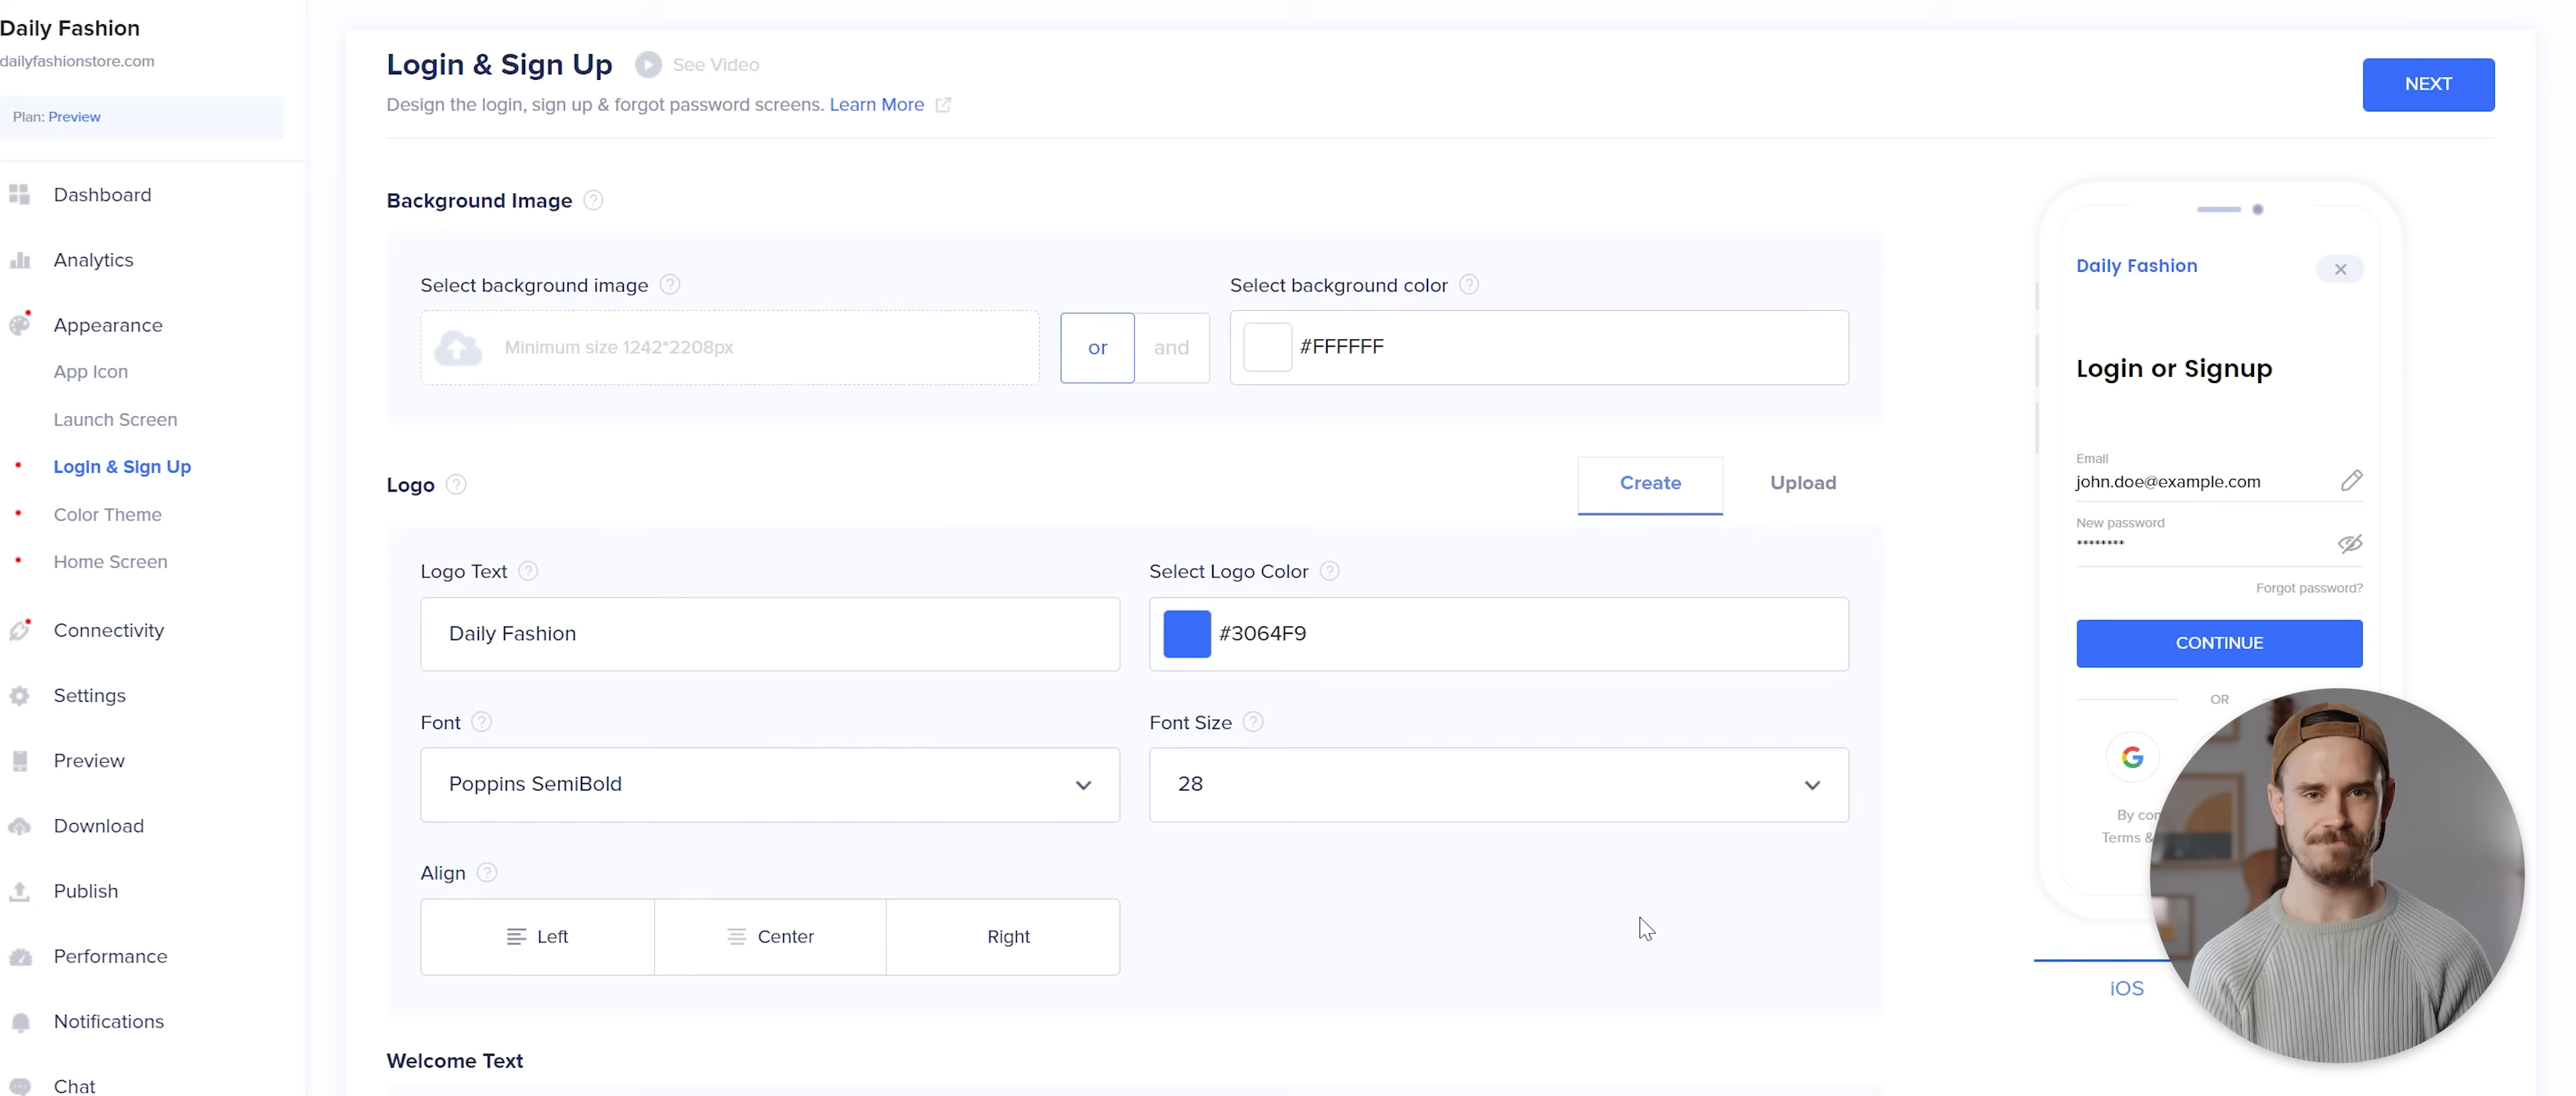 Daily Fashion
dailyfashionstore.com
Plan: Preview
Dashboard
Analytics
Appearance
App Icon
Launch Screen
Login & Sign Up
Color Theme
Home Screen
Connectivity
Settings
Preview
Download
Publish
Performance
Notifications
Chat
Login & Sign Up See Video
Design the login, sign up & forgot password screens. Learn More
NEXT
Background Image ?
Select background image ?
Minimum size 1242*2208px
or and
Select background color ?
#FFFFFF
Logo ?
Create Upload
Logo Text ?
Daily Fashion
Select Logo Color ?
#3064F9
Font ?
Poppins SemiBold
Font Size ?
28
Align ?
Left Center Right
Welcome Text
Daily Fashion
Login or Signup
Email
john.doe@example.com
New password
********
Forgot password?
CONTINUE
OR
G
By
Terms &
iOS